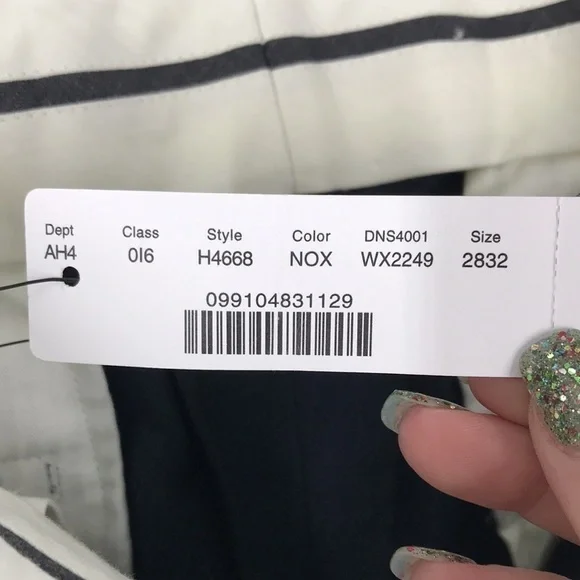 Dept Class Style Color DNS4001 Size
AH4 0I6 H4668 NOX WX2249 2832
099104831129